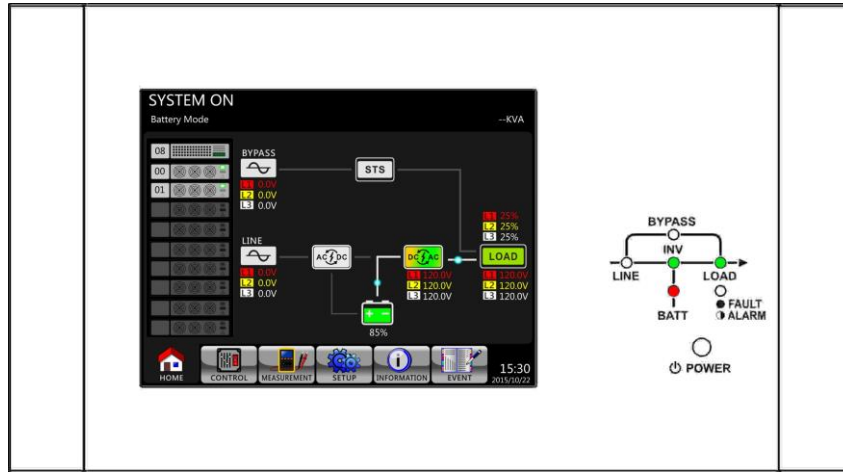 SYSTEM ON
Battery Mode
--KVA
08
00
01
BYPASS
L1 0.0V
L2 0.0V
L3 0.0V
STS
LINE
L1 0.0V
L2 0.0V
L3 0.0V
AC DC
DC AC
L1 120.0V
L2 120.0V
L3 120.0V
+ -
85%
L1 25%
L2 25%
L3 25%
LOAD
L1 120.0V
L2 120.0V
L3 120.0V
HOME
CONTROL
MEASUREMENT
SETUP
INFORMATION
EVENT
15:30
2015/10/22
BYPASS
INV
LINE
LOAD
BATT
FAULT
ALARM
POWER